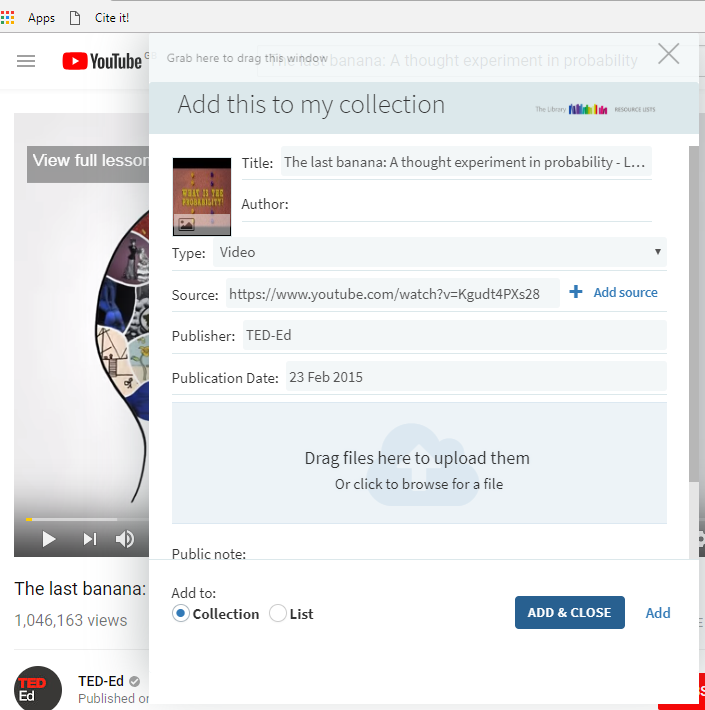 Apps Cite it!
YouTube GB
Grab here to drag this window
The last banana: A thought experiment in probability
Add this to my collection
The Library RESOURCE LISTS
View full lesson
WHAT IS THE
PROBABILITY?
Title: The last banana: A thought experiment in probability - L...
Author:
Type: Video
Source: https://www.youtube.com/watch?v=Kgudt4PXs28 + Add source
Publisher: TED-Ed
Publication Date: 23 Feb 2015
Drag files here to upload them
Or click to browse for a file
Public note:
Add to:
Collection List
ADD & CLOSE Add
The last banana:
1,046,163 views
TED
Ed
TED-Ed
Published on